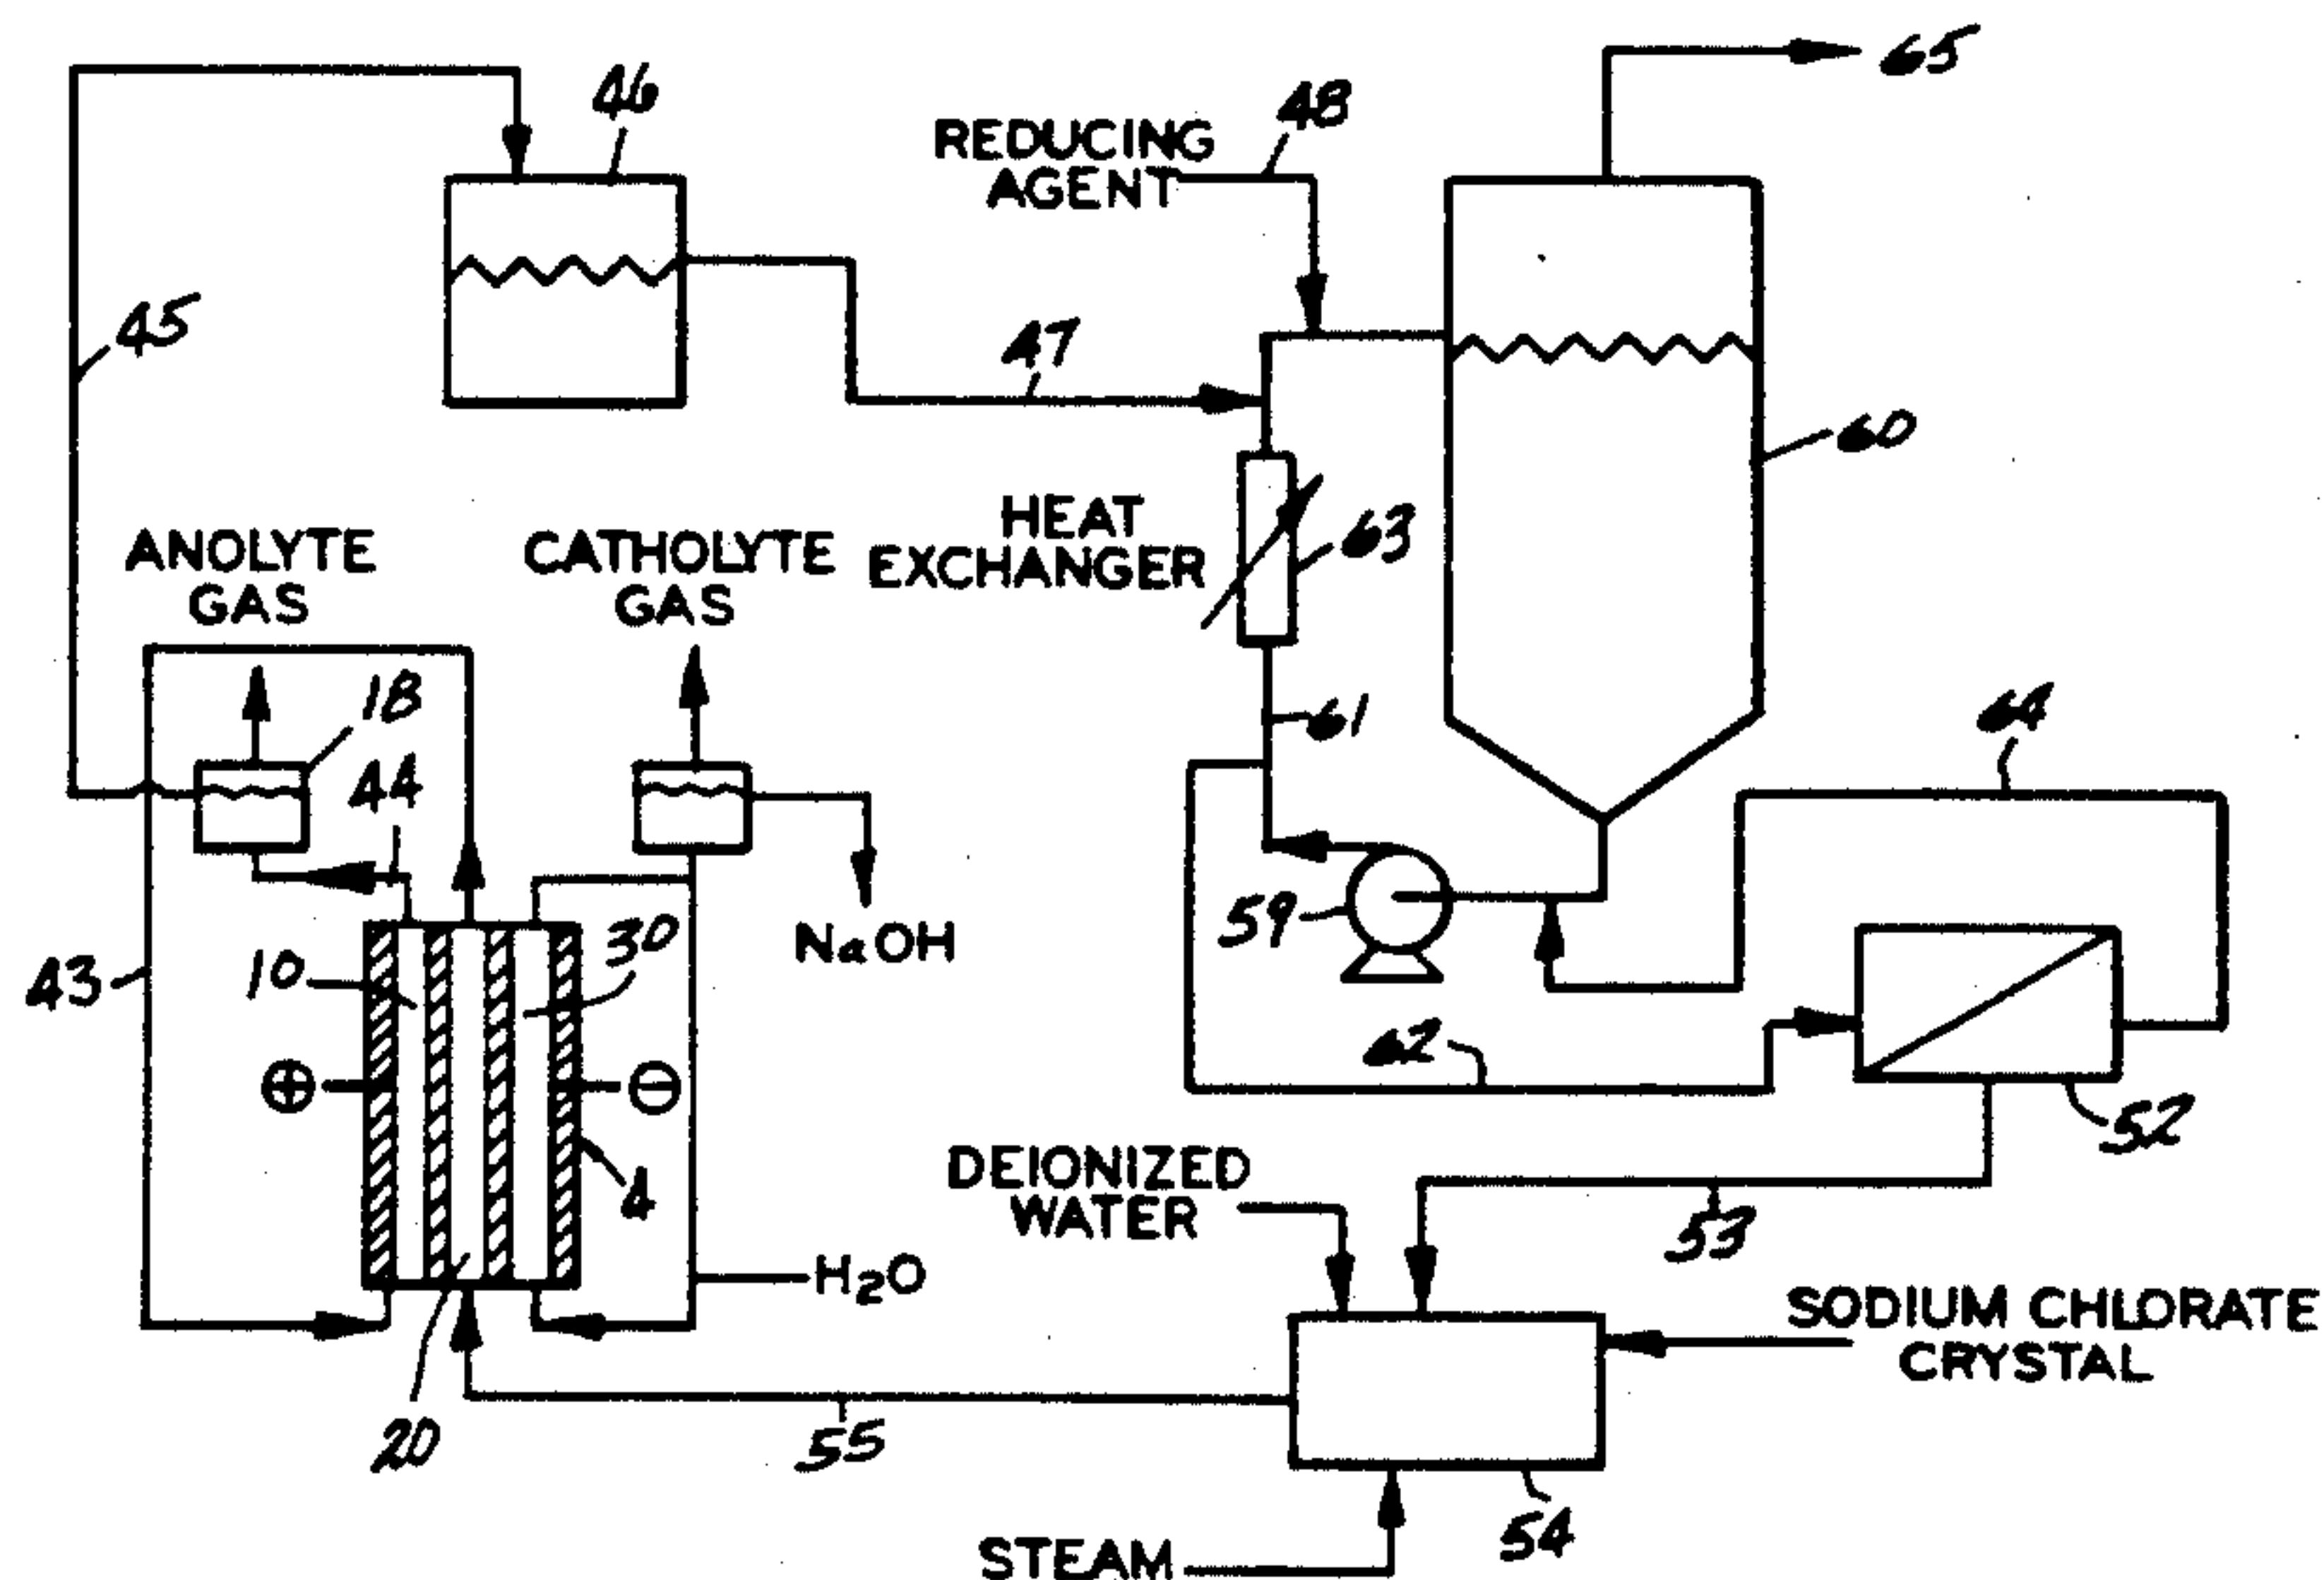 65
46
48
REDUCING
AGENT
45
47
60
HEAT
EXCHANGER
63
ANOLYTE
GAS
CATHOLYTE
GAS
18
61
64
44
59
NaOH
30
10
43
62
⊕
⊖
52
4
DEIONIZED
WATER
53
H2O
SODIUM CHLORATE
CRYSTAL
20
55
54
STEAM